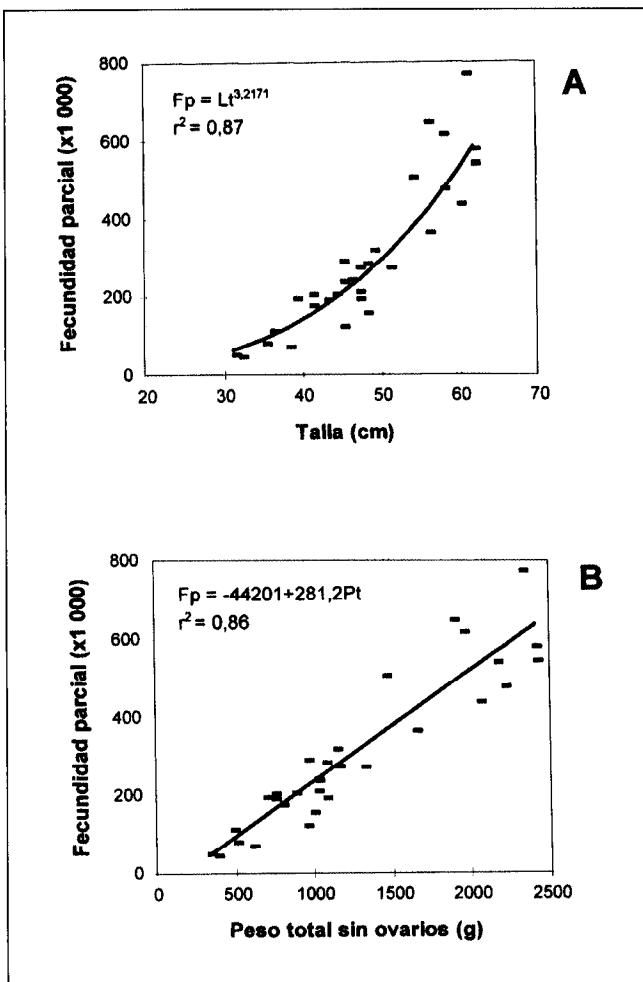 A
Fp = Lt^3,2171
r² = 0,87
Fecundidad parcial (x1 000)
800
600
400
200
0
20 30 40 50 60 70
Talla (cm)
B
Fp = -44201+281,2Pt
r² = 0,86
Fecundidad parcial (x1 000)
800
600
400
200
0
0 500 1000 1500 2000 2500
Peso total sin ovarios (g)